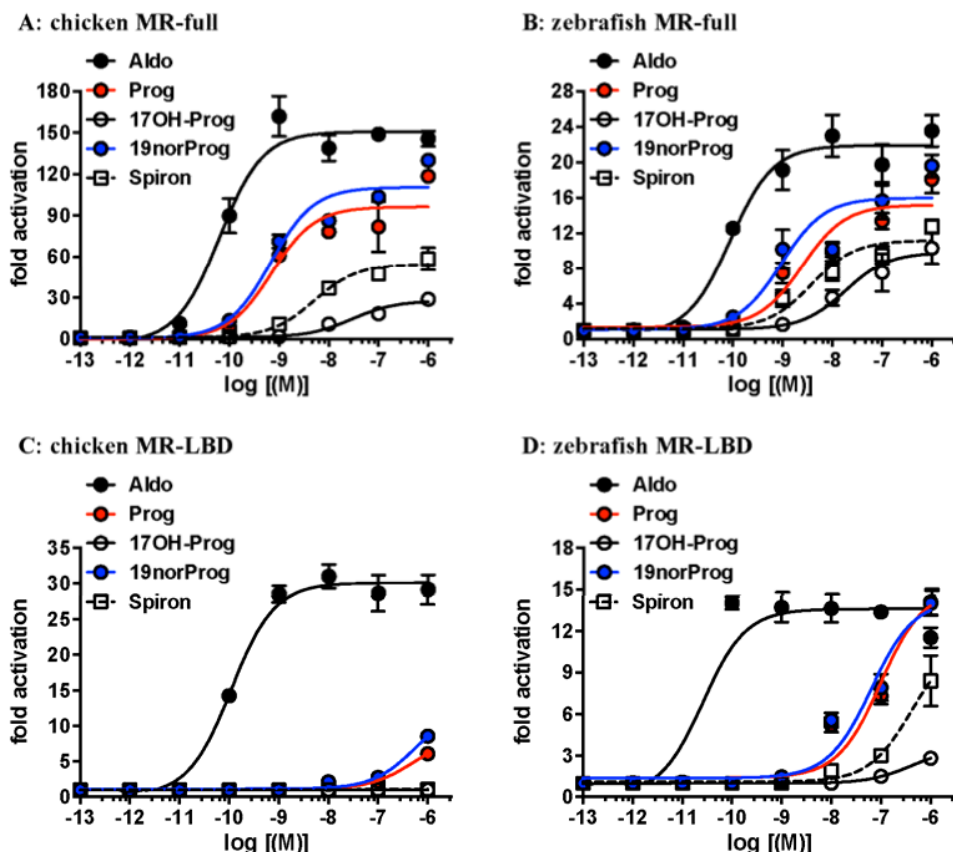 A: chicken MR-full
Aldo
Prog
17OH-Prog
19norProg
Spiron
180
150
120
90
60
30
0
fold activation
-13 -12 -11 -10 -9 -8 -7 -6
log [(M)]
B: zebrafish MR-full
Aldo
Prog
17OH-Prog
19norProg
Spiron
28
24
20
16
12
8
4
0
fold activation
-13 -12 -11 -10 -9 -8 -7 -6
log [(M)]
C: chicken MR-LBD
Aldo
Prog
17OH-Prog
19norProg
Spiron
35
30
25
20
15
10
5
0
fold activation
-13 -12 -11 -10 -9 -8 -7 -6
log [(M)]
D: zebrafish MR-LBD
Aldo
Prog
17OH-Prog
19norProg
Spiron
18
15
12
9
6
3
0
fold activation
-13 -12 -11 -10 -9 -8 -7 -6
log [(M)]